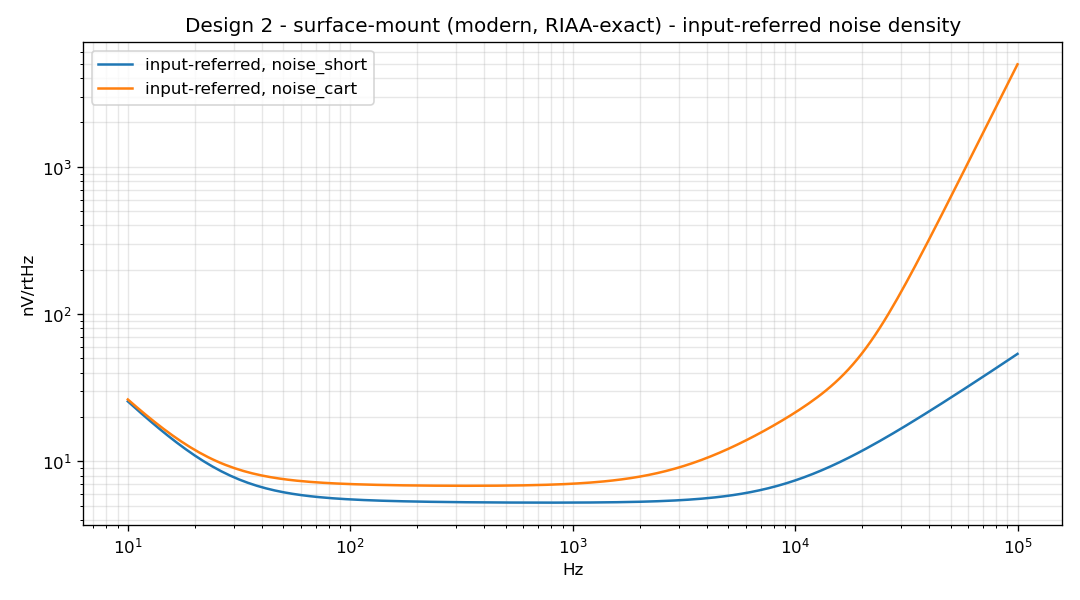 Design 2 - surface-mount (modern, RIAA-exact) - input-referred noise density
input-referred, noise_short
input-referred, noise_cart
nV/rtHz
10³
10²
10¹
10¹ 10² 10³ 10⁴ 10⁵
Hz